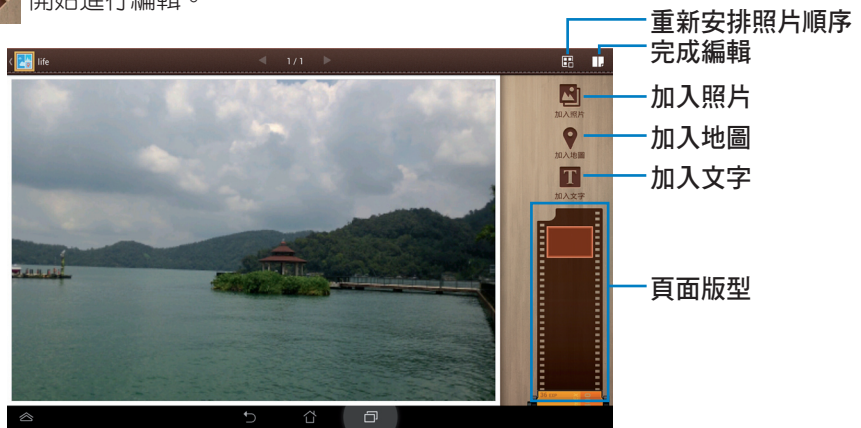 開始進行編輯。
重新安排照片順序
完成編輯
life
1/1
加入照片
加入照片
加入地圖
加入地圖
加入文字
加入文字
頁面版型